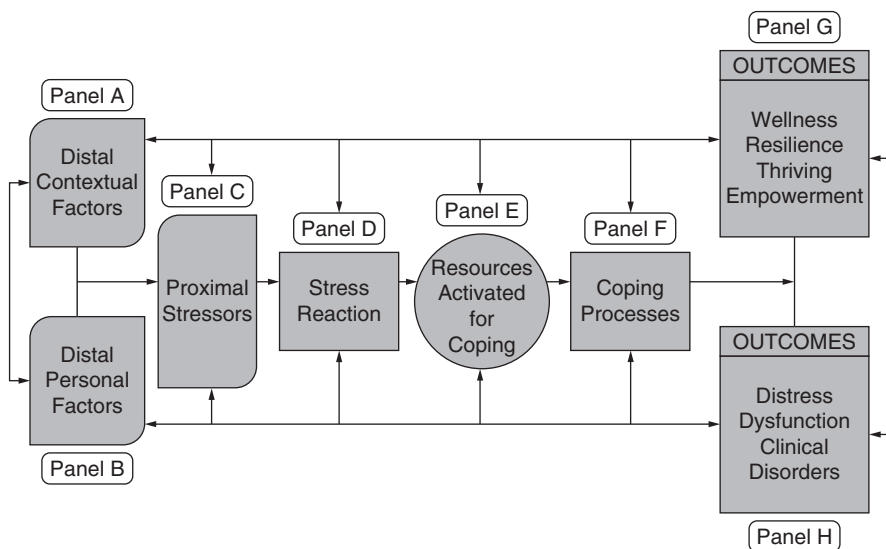 Panel A
Distal
Contextual
Factors
Distal
Personal
Factors
Panel B
Panel C
Proximal
Stressors
Panel D
Stress
Reaction
Panel E
Resources
Activated
for
Coping
Panel F
Coping
Processes
Panel G
OUTCOMES
Wellness
Resilience
Thriving
Empowerment
OUTCOMES
Distress
Dysfunction
Clinical
Disorders
Panel H